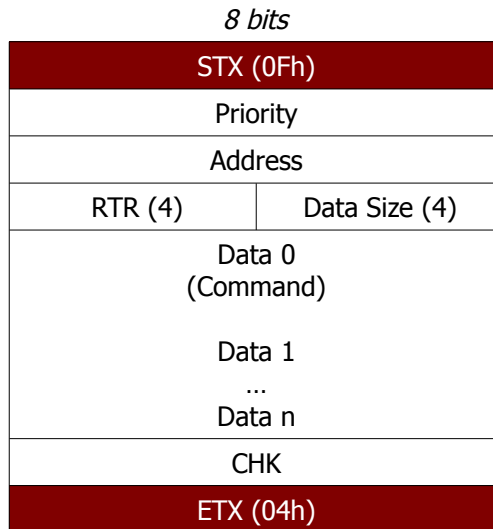 8 bits
STX (0Fh)
Priority
Address
RTR (4) Data Size (4)
Data 0
(Command)
Data 1
...
Data n
CHK
ETX (04h)